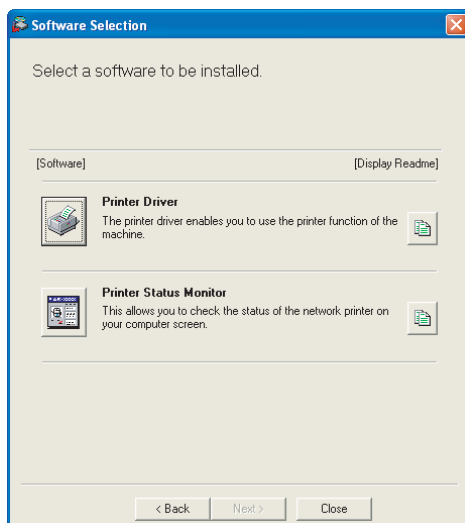 Software Selection
Select a software to be installed.
[Software] [Display Readme]
Printer Driver
The printer driver enables you to use the printer function of the
machine.
Printer Status Monitor
This allows you to check the status of the network printer on
your computer screen.
< Back Next > Close